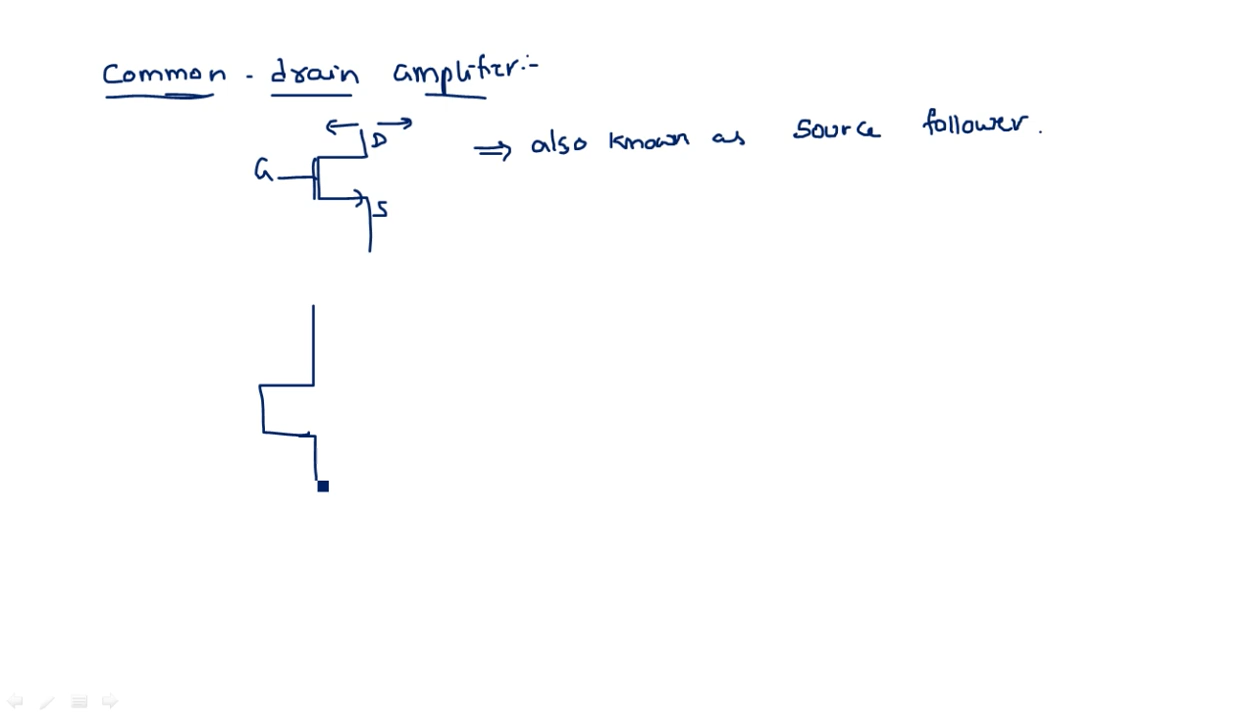 Common - drain amplifier:-
D
⇒ also known as source follower.
G
S